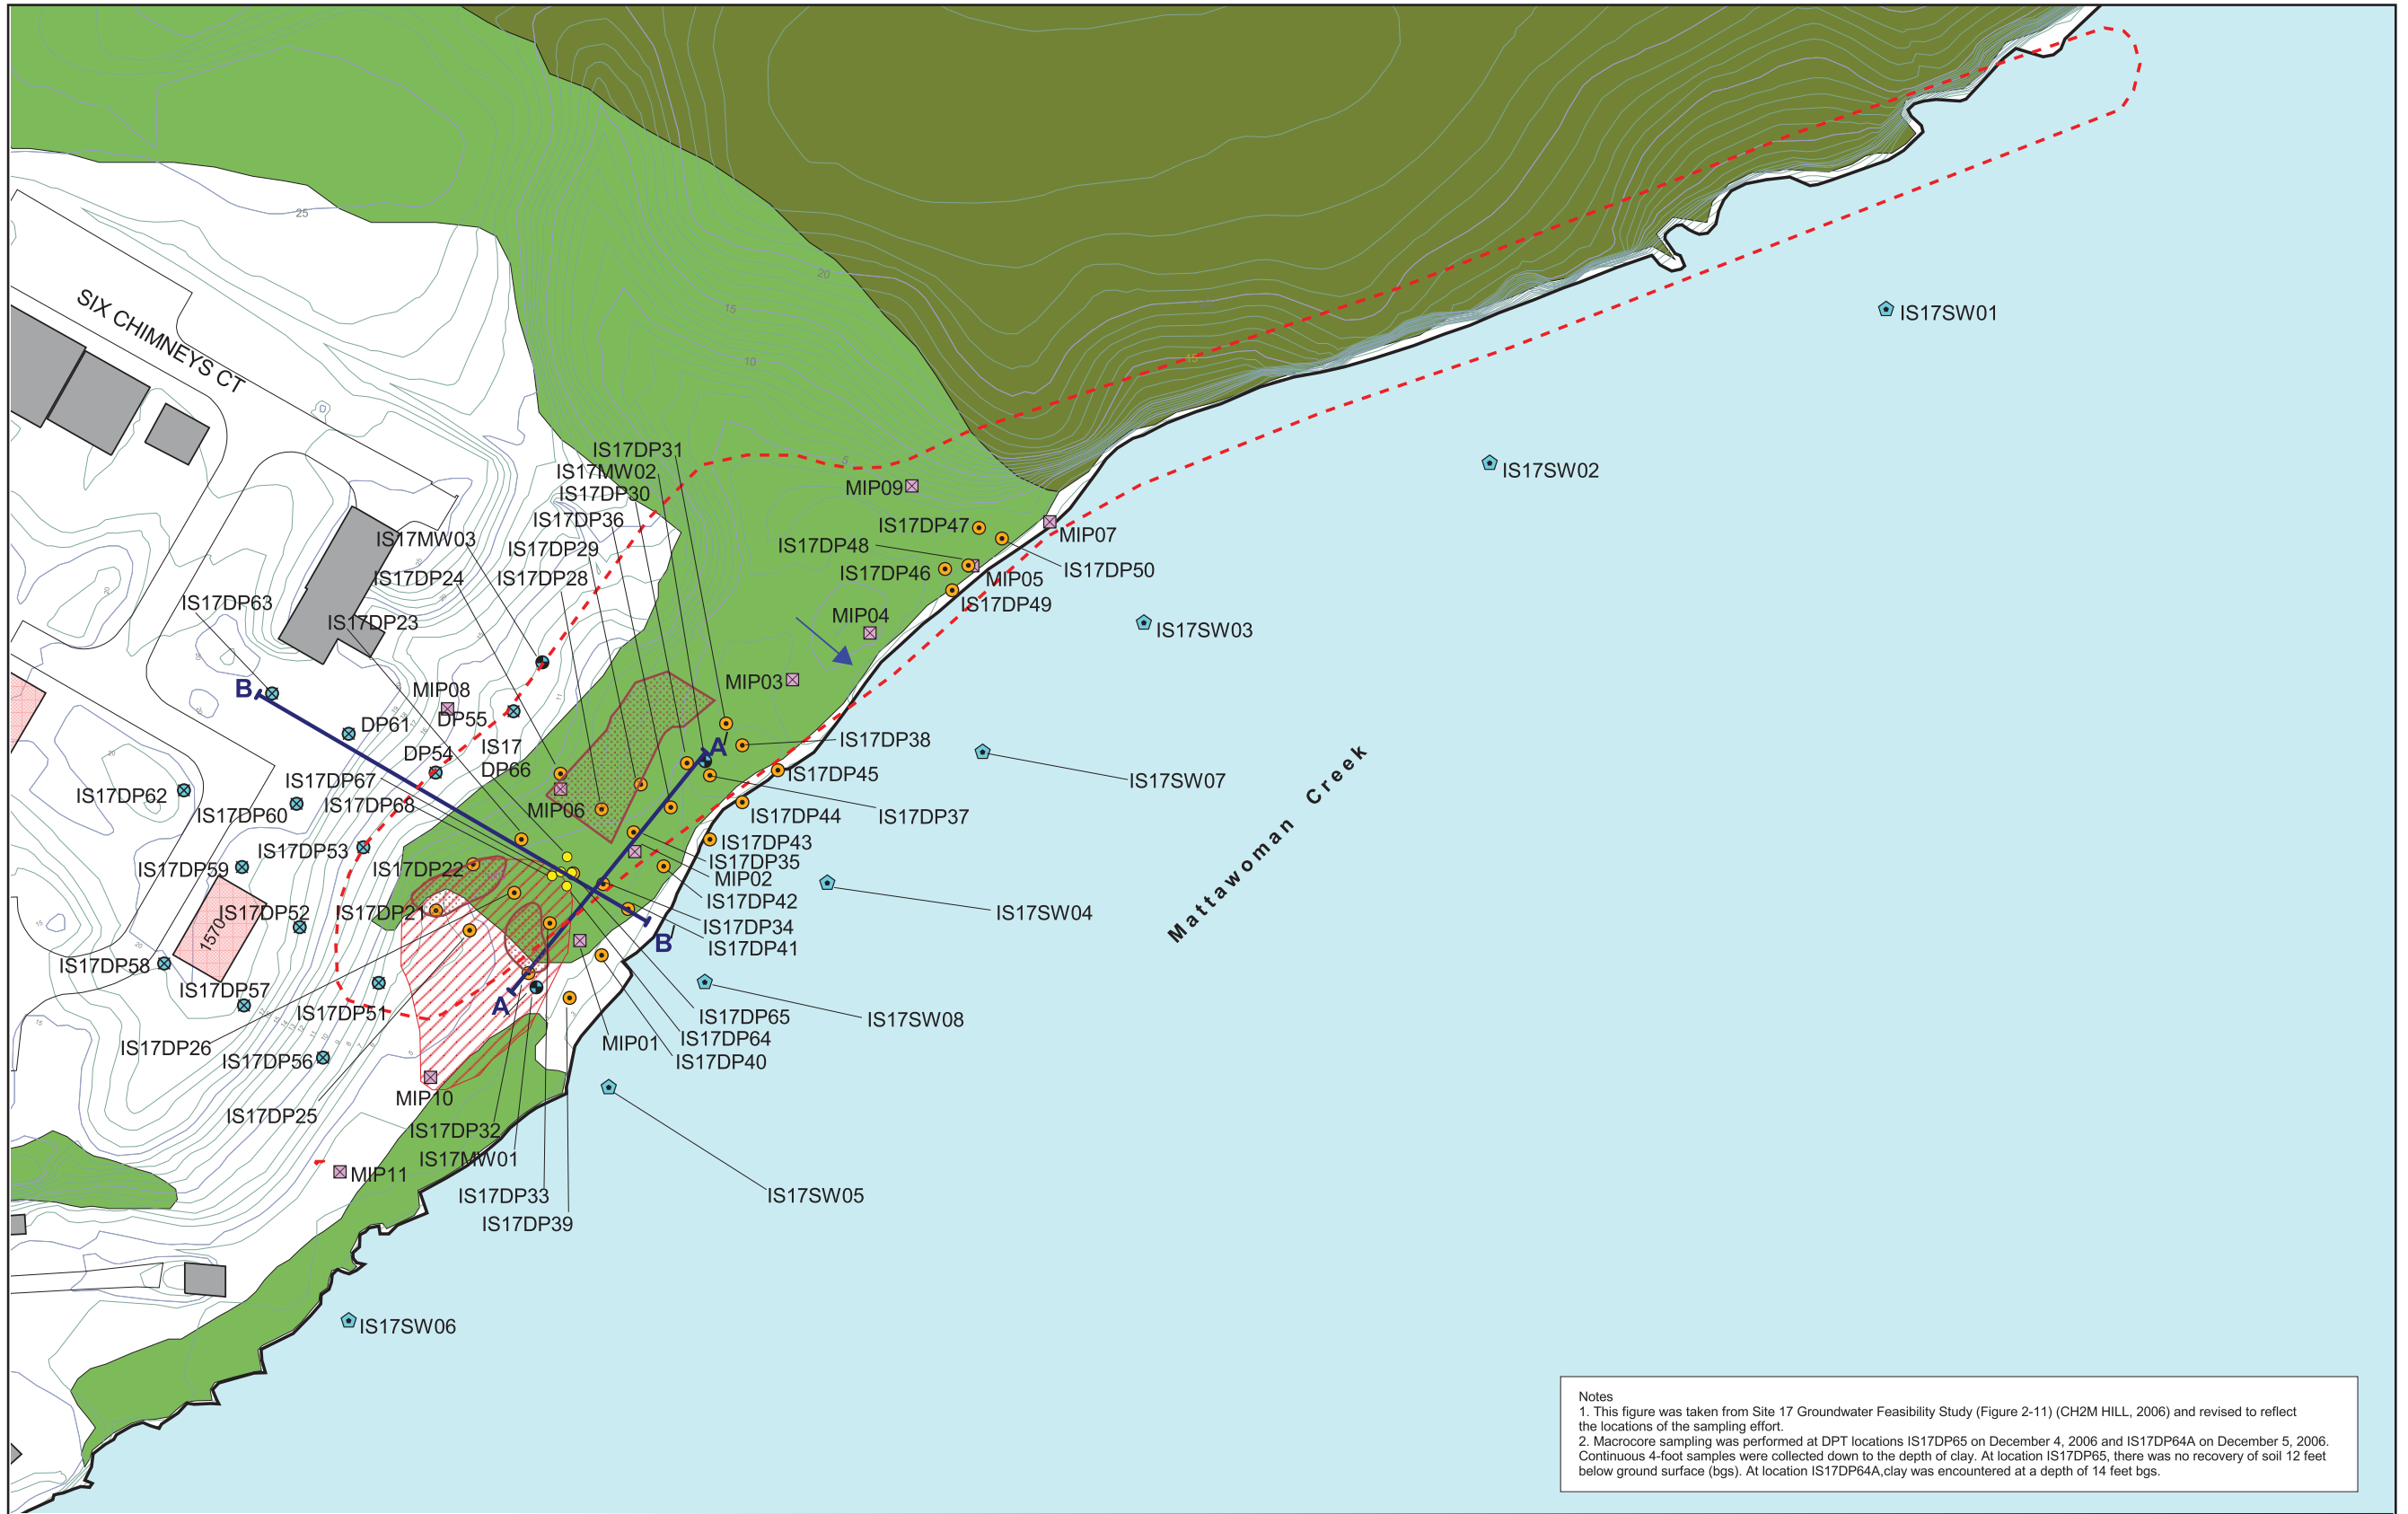 25
20
15
10
5
15
SIX CHIMNEYS CT
IS17SW01
IS17SW02
IS17DP31
IS17MW02
IS17DP30
IS17DP36
IS17MW03
IS17DP29
IS17DP24
IS17DP28
IS17DP63
IS17DP23
MIP09
IS17DP47
MIP07
IS17DP48
IS17DP50
IS17DP46
MIP05
IS17DP49
MIP04
IS17SW03
MIP03
B
MIP08
DP61
DP55
DP54
IS17
DP66
A
IS17DP38
IS17DP45
IS17SW07
IS17DP67
IS17DP62
IS17DP68
IS17DP60
MIP06
IS17DP44
IS17DP37
Mattawoman Creek
IS17DP53
IS17DP43
IS17DP59
IS17DP22
IS17DP35
MIP02
IS17DP42
IS17DP52
IS17DP21
1570
IS17SW04
IS17DP34
IS17DP41
B
IS17DP58
IS17DP57
A
IS17DP51
IS17DP65
IS17SW08
IS17DP26
MIP01
IS17DP64
IS17DP56
IS17DP40
MIP10
IS17DP25
IS17DP32
IS17MW01
MIP11
IS17DP33
IS17SW05
IS17DP39
IS17SW06
Notes
1. This figure was taken from Site 17 Groundwater Feasibility Study (Figure 2-11) (CH2M HILL, 2006) and revised to reflect
the locations of the sampling effort.
2. Macrocore sampling was performed at DPT locations IS17DP65 on December 4, 2006 and IS17DP64A on December 5, 2006.
Continuous 4-foot samples were collected down to the depth of clay. At location IS17DP65, there was no recovery of soil 12 feet
below ground surface (bgs). At location IS17DP64A,clay was encountered at a depth of 14 feet bgs.